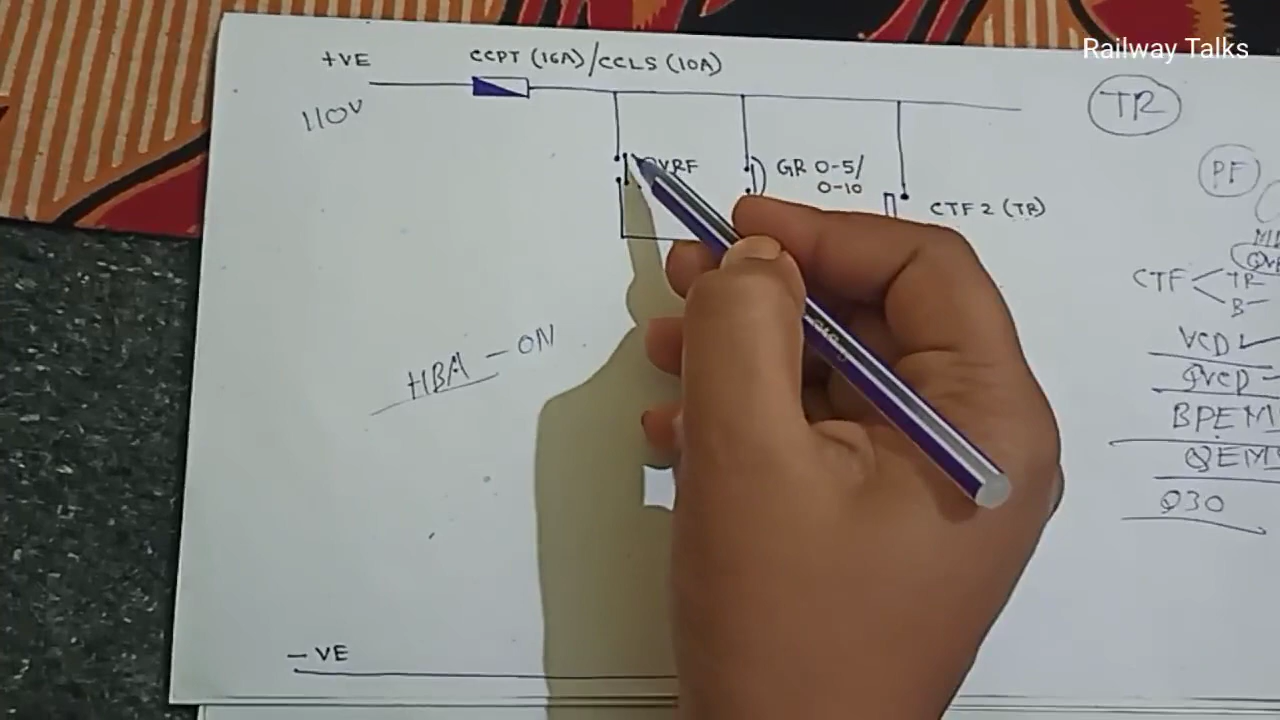 Railway Talks
+VE CCPT (16A)/CCLS (10A)
110V
TR
GR 0-5/
0-10
PF
CTF 2 (TR)
CTF TR
B
HBA - ON
VCD
QVCD
BPEM
QEM
Q30
- VE